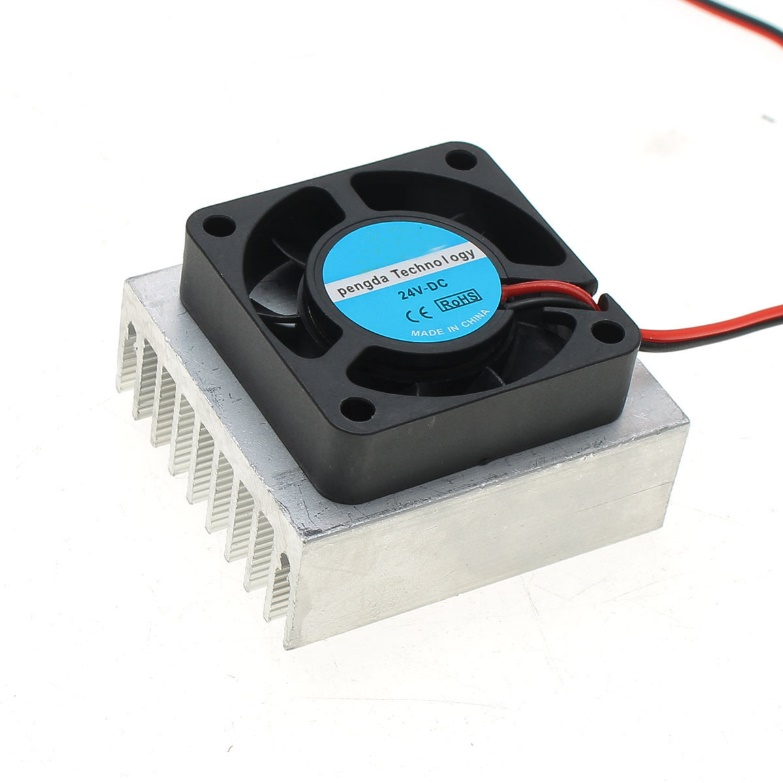 pengda Technology
24V-DC
CE RoHS
MADE IN CHINA